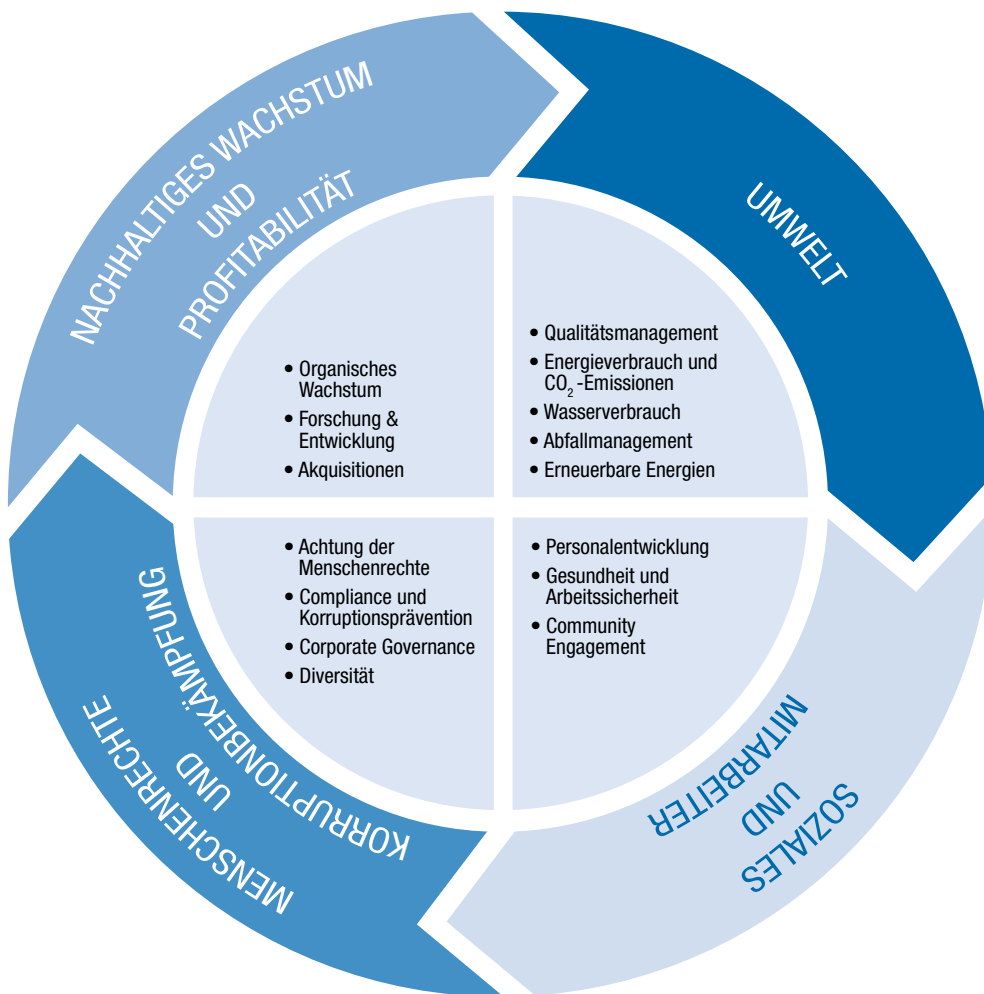 NACHHALTIGES WACHSTUM
UND
PROFITABILITÄT
UMWELT
• Organisches
Wachstum
• Forschung &
Entwicklung
• Akquisitionen
• Qualitätsmanagement
• Energieverbrauch und
CO₂-Emissionen
• Wasserverbrauch
• Abfallmanagement
• Erneuerbare Energien
• Achtung der
Menschenrechte
• Compliance und
Korruptionsprävention
• Corporate Governance
• Diversität
• Personalentwicklung
• Gesundheit und
Arbeitssicherheit
• Community
Engagement
MENSCHENRECHTE
UND
KORRUPTIONBEKÄMPFUNG
SOZIALES
UND
MITARBEITER